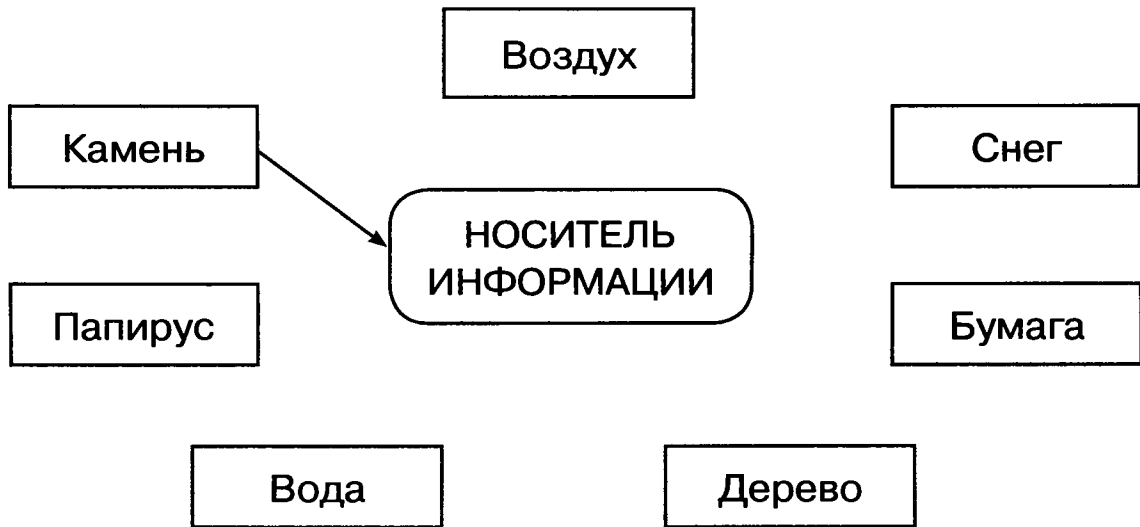 Воздух
Камень
Снег
НОСИТЕЛЬ
ИНФОРМАЦИИ
Папирус
Бумага
Вода
Дерево